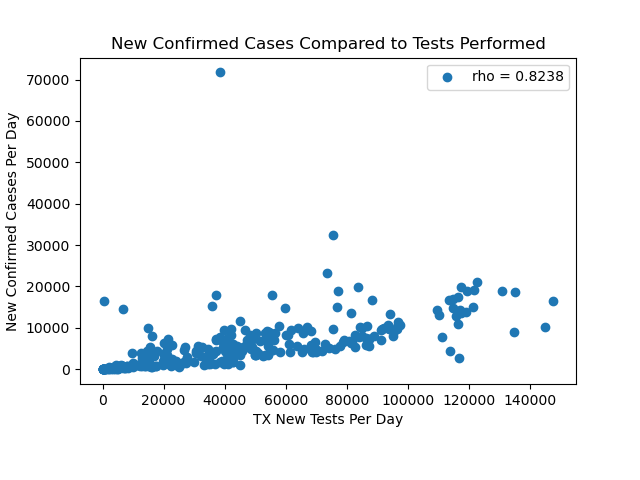 New Confirmed Cases Compared to Tests Performed
rho = 0.8238
New Confirmed Caeses Per Day
70000
60000
50000
40000
30000
20000
10000
0
0 20000 40000 60000 80000 100000 120000 140000
TX New Tests Per Day